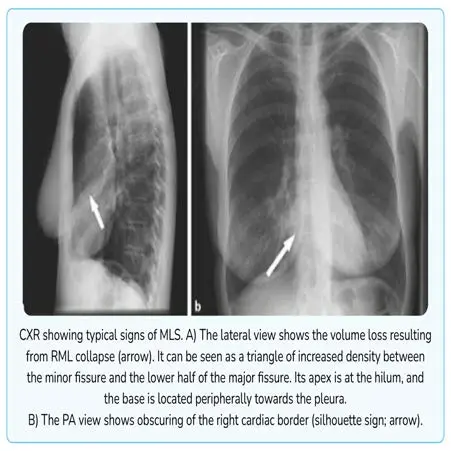 b
CXR showing typical signs of MLS. A) The lateral view shows the volume loss resulting
from RML collapse (arrow). It can be seen as a triangle of increased density between
the minor fissure and the lower half of the major fissure. Its apex is at the hilum, and
the base is located peripherally towards the pleura.
B) The PA view shows obscuring of the right cardiac border (silhouette sign; arrow).